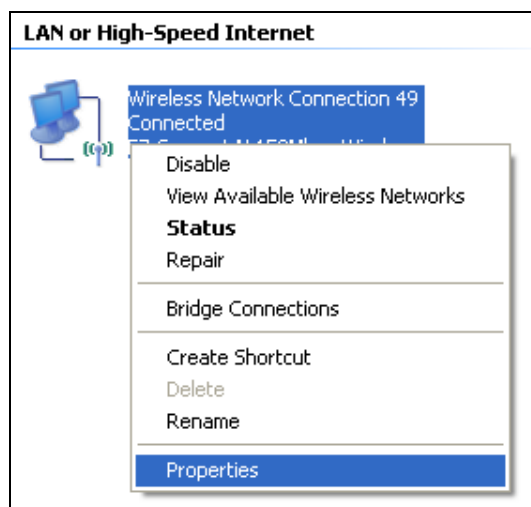 LAN or High-Speed Internet
Wireless Network Connection 49
Connected
Disable
View Available Wireless Networks
Status
Repair
Bridge Connections
Create Shortcut
Delete
Rename
Properties